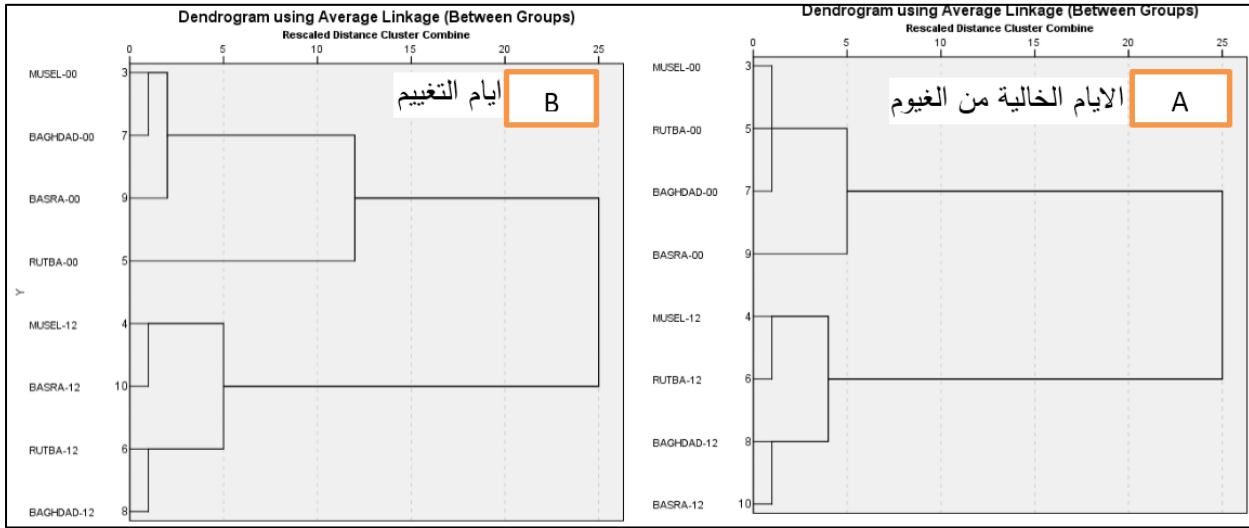 Dendrogram using Average Linkage (Between Groups)
Rescaled Distance Cluster Combine
0 5 10 15 20 25
B
ايام التغييم
MUSEL-00 3
BAGHDAD-00 7
BASRA-00 9
RUTBA-00 5
Y
MUSEL-12 4
BASRA-12 10
RUTBA-12 6
BAGHDAD-12 8
Dendrogram using Average Linkage (Between Groups)
Rescaled Distance Cluster Combine
0 5 10 15 20 25
A
الايام الخالية من الغيوم
MUSEL-00 3
RUTBA-00 5
BAGHDAD-00 7
BASRA-00 9
MUSEL-12 4
RUTBA-12 6
BAGHDAD-12 8
BASRA-12 10